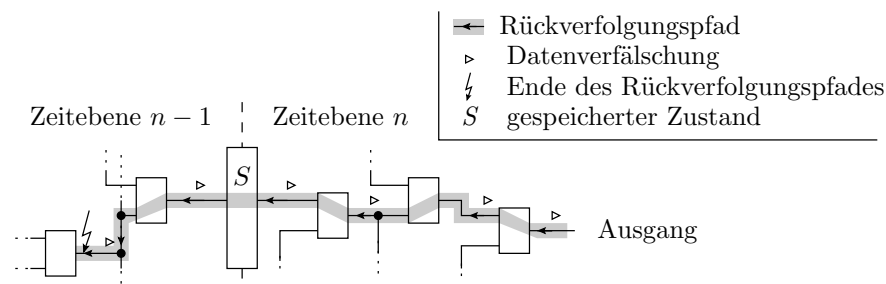 Rückverfolgungspfad
Datenverfälschung
Ende des Rückverfolgungspfades
S gespeicherter Zustand
Zeitebene n − 1
Zeitebene n
S
Ausgang